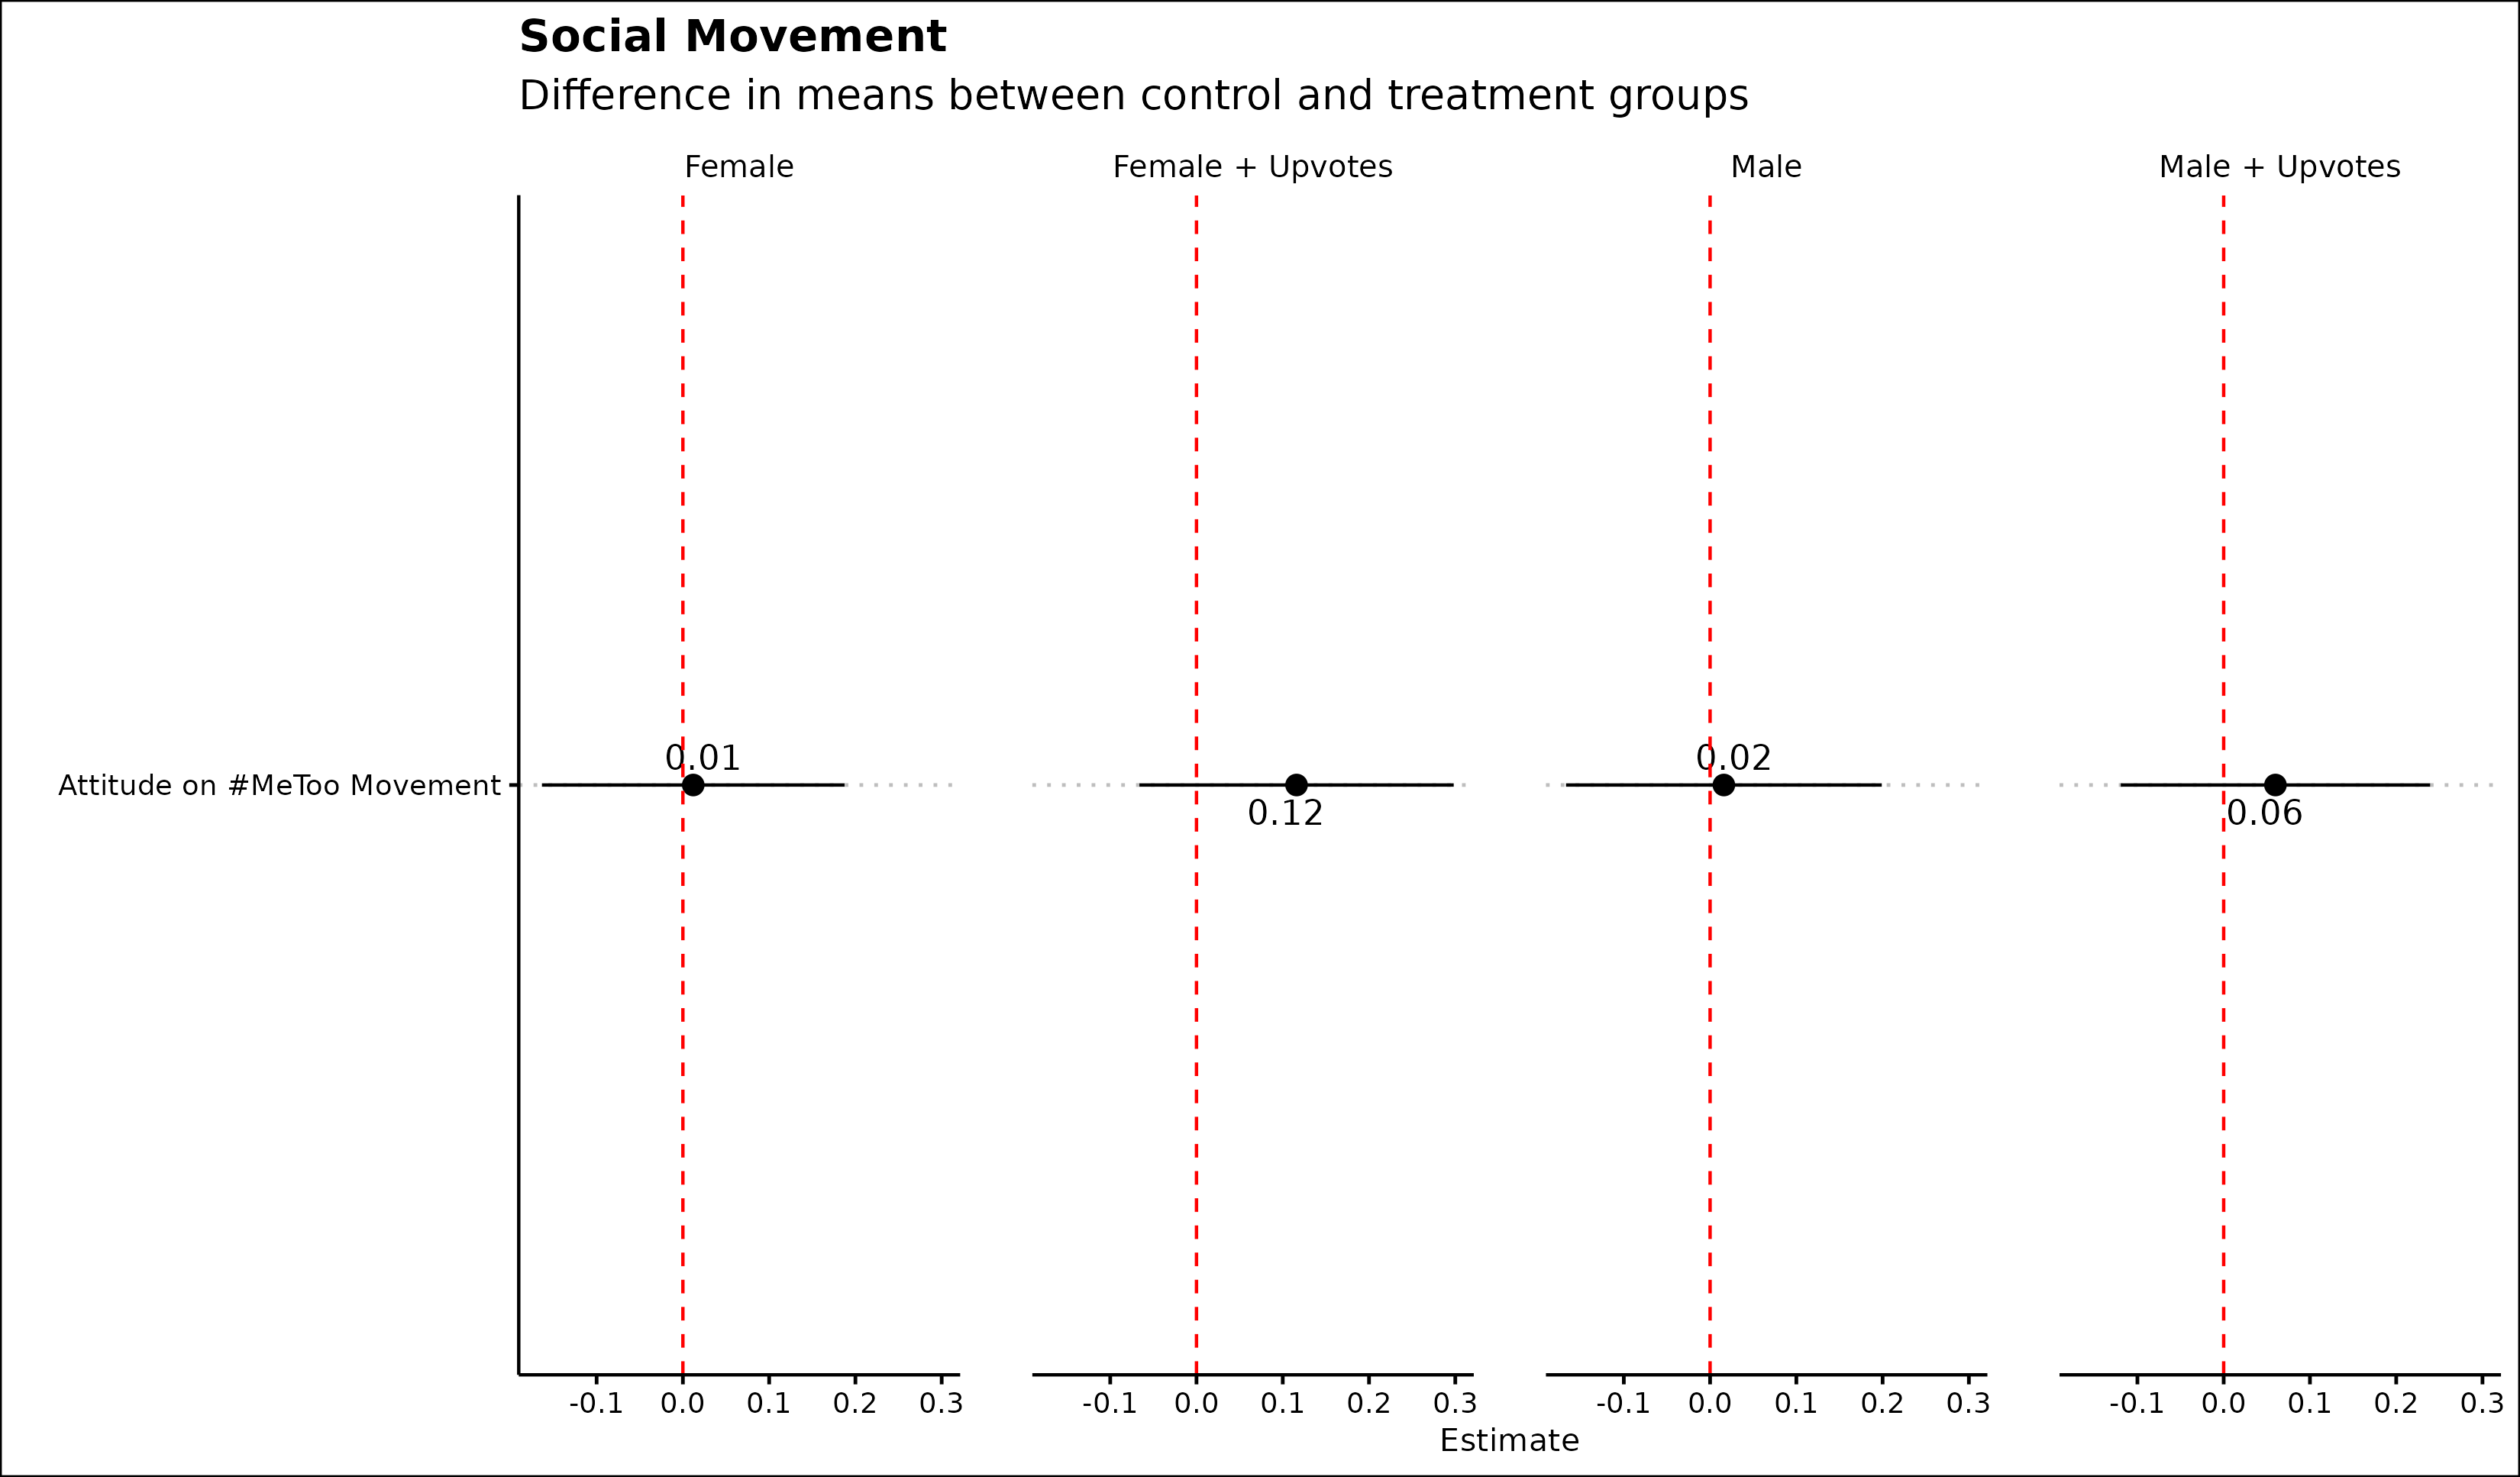 Social Movement
Difference in means between control and treatment groups
Female
Female + Upvotes
Male
Male + Upvotes
0.01
0.02
Attitude on #MeToo Movement
0.12
0.06
-0.1 0.0 0.1 0.2 0.3
-0.1 0.0 0.1 0.2 0.3
-0.1 0.0 0.1 0.2 0.3
-0.1 0.0 0.1 0.2 0.3
Estimate